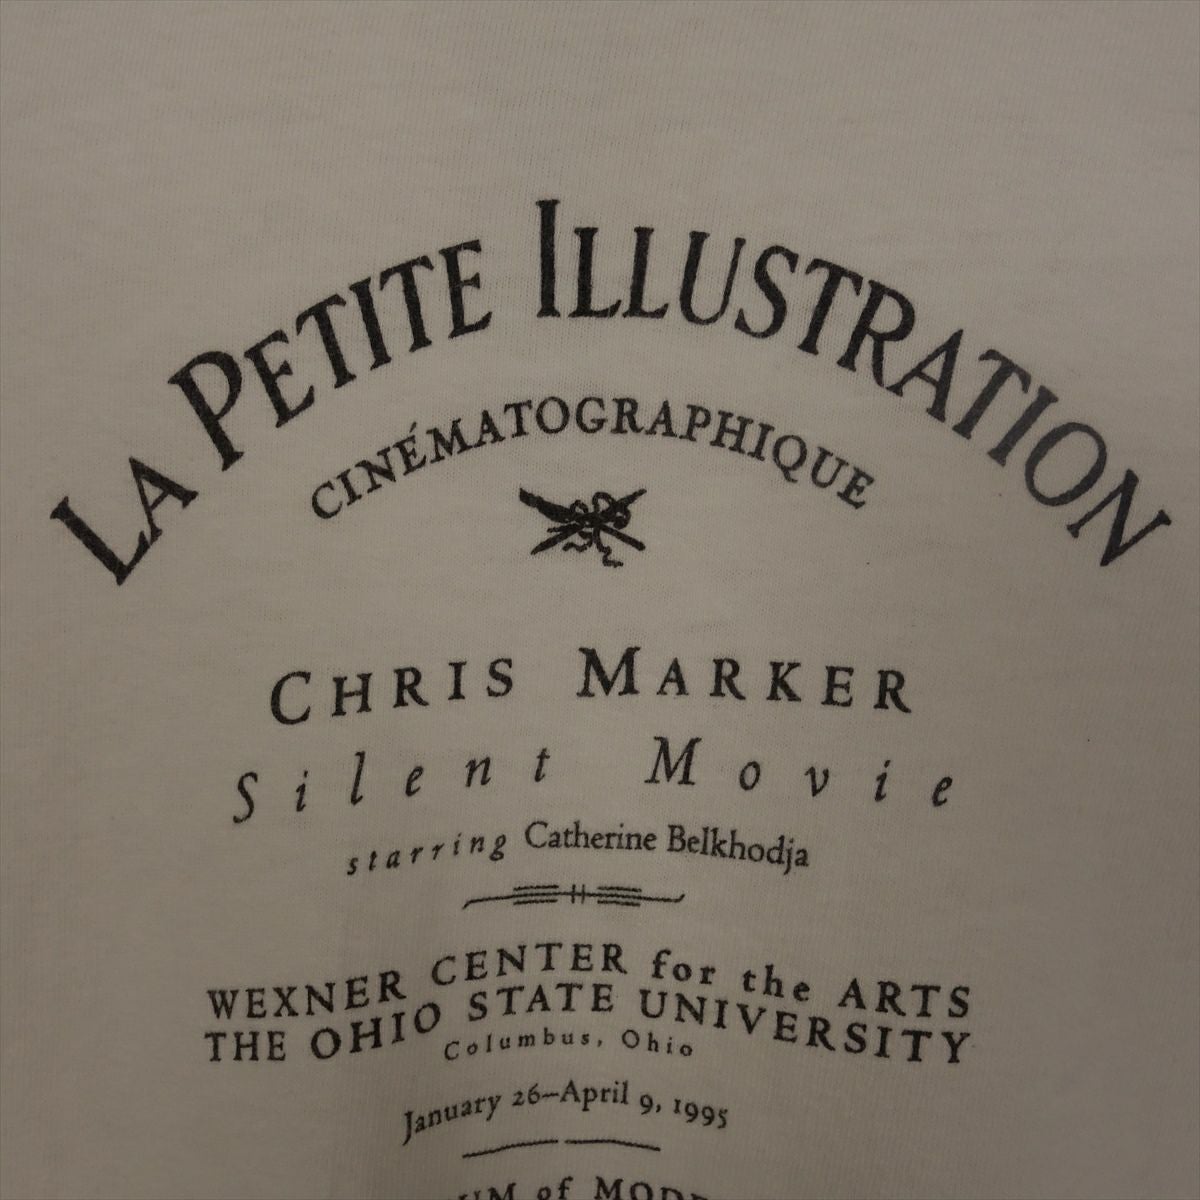 LA PETITE ILLUSTRATION
CINÉMATOGRAPHIQUE
CHRIS MARKER
Silent Movie
starring Catherine Belkhodja
WEXNER CENTER for the ARTS
THE OHIO STATE UNIVERSITY
Columbus, Ohio
January 26–April 9, 1995
of